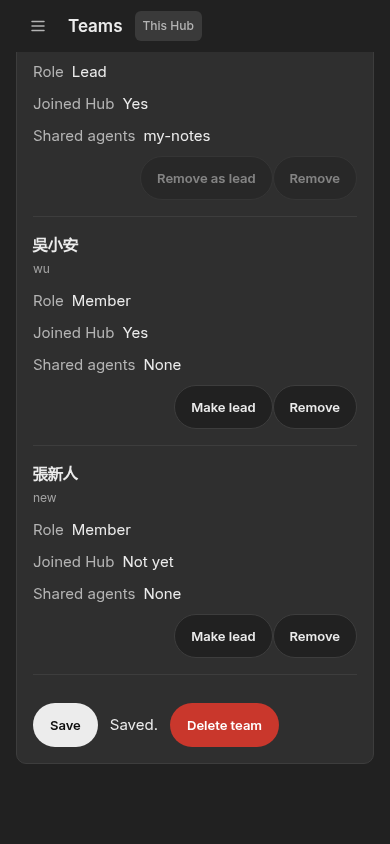 Teams This Hub
Role Lead
Joined Hub Yes
Shared agents my-notes
Remove as lead Remove
吳小安
wu
Role Member
Joined Hub Yes
Shared agents None
Make lead Remove
張新人
new
Role Member
Joined Hub Not yet
Shared agents None
Make lead Remove
Save Saved. Delete team